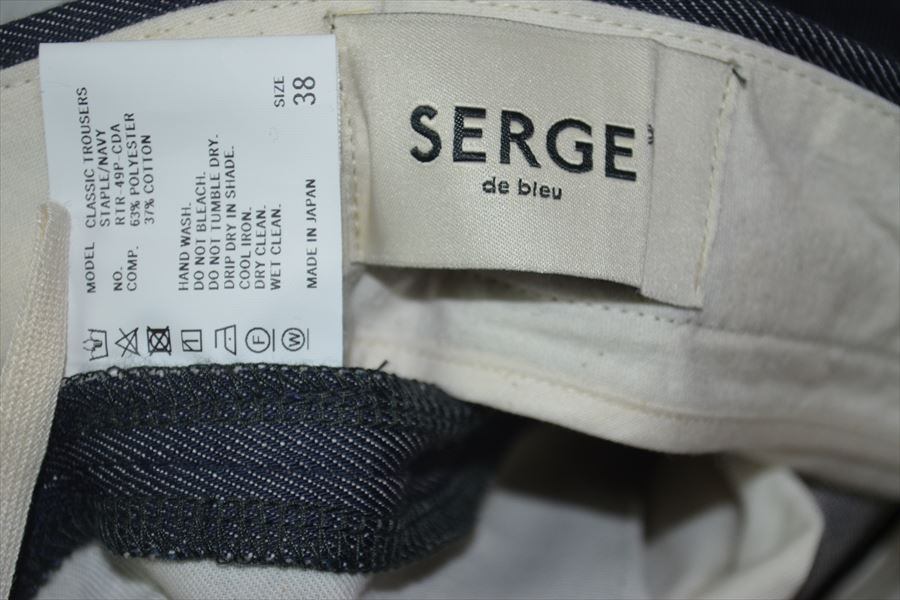 MODEL CLASSIC TROUSERS
STAPLE/NAVY
NO. RTR-49P-CDA
COMP. 63% POLYESTER
37% COTTON
HAND WASH.
DO NOT BLEACH.
DO NOT TUMBLE DRY.
DRIP DRY IN SHADE.
COOL IRON.
DRY CLEAN.
WET CLEAN.
SIZE 38
MADE IN JAPAN
F
W
SERGE
de bleu